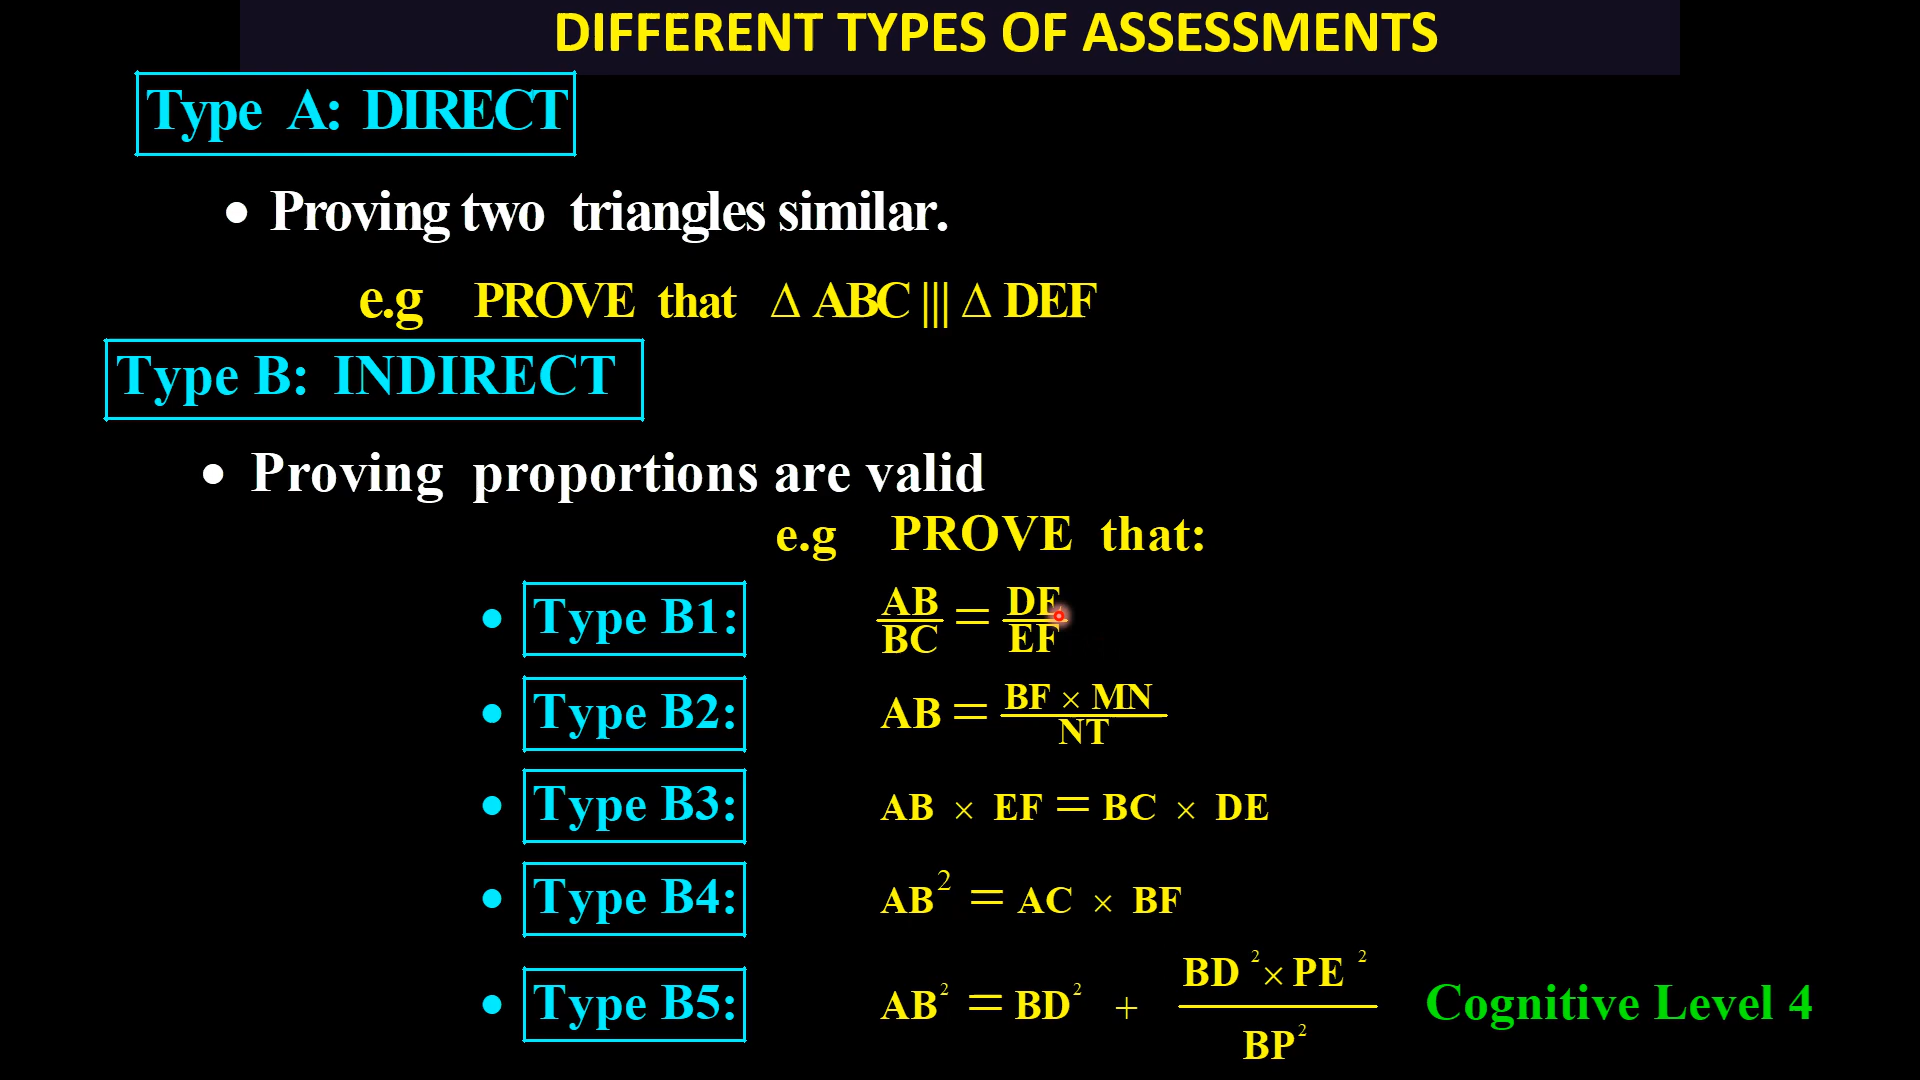 DIFFERENT TYPES OF ASSESSMENTS
Type A: DIRECT
• Proving two triangles similar.
e.g PROVE that Δ ABC ||| Δ DEF
Type B: INDIRECT
• Proving proportions are valid
e.g PROVE that:
• Type B1: AB/BC = DE/EF
• Type B2: AB = BF × MN/NT
• Type B3: AB × EF = BC × DE
• Type B4: AB² = AC × BF
• Type B5: AB² = BD² + BD² × PE²/BP² Cognitive Level 4